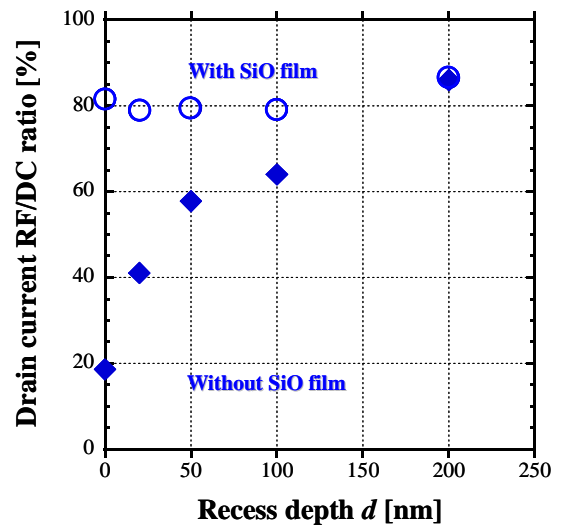 Drain current RF/DC ratio [%]
100
80
60
40
20
0
With SiO film
Without SiO film
0 50 100 150 200 250
Recess depth d [nm]